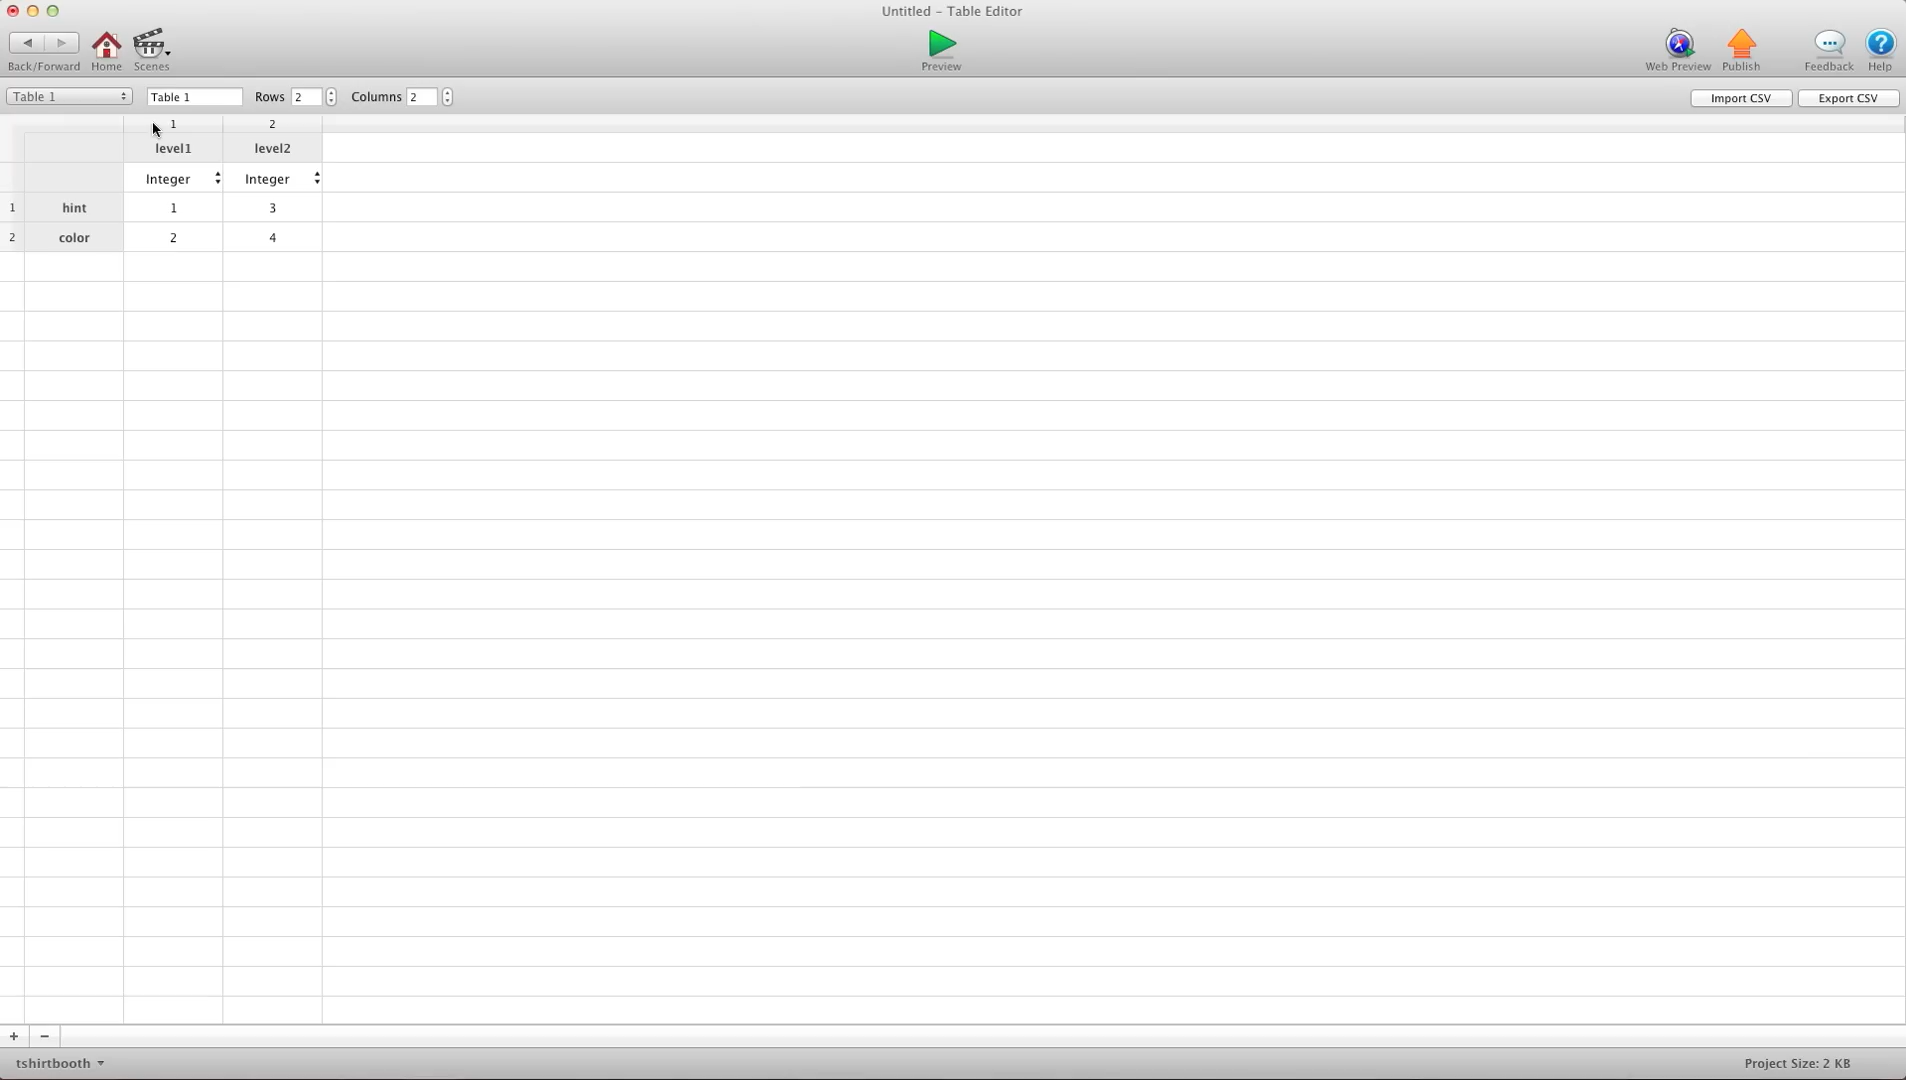 Untitled – Table Editor
Back/Forward Home Scenes Preview Web Preview Publish Feedback Help
Table 1 Table 1 Rows 2 Columns 2 Import CSV Export CSV
1 2
level1 level2
Integer Integer
1 hint 1 3
2 color 2 4
+ −
tshirtbooth Project Size: 2 KB